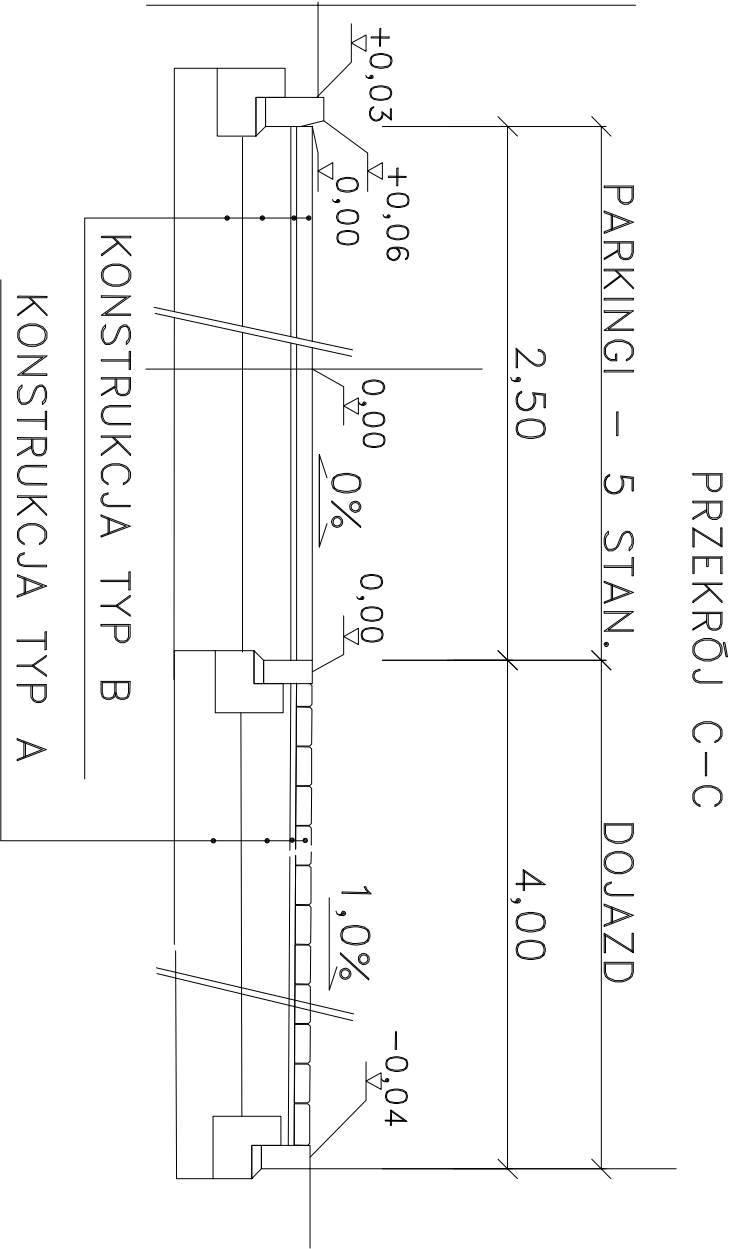 PRZEKRÓJ C-C
PARKINGI - 5 STAN.
DOJAZD
2,50
4,00
+0,03
+0,06
0,00
0,00
0%
0,00
1,0%
-0,04
KONSTRUKCJA TYP B
KONSTRUKCJA TYP A